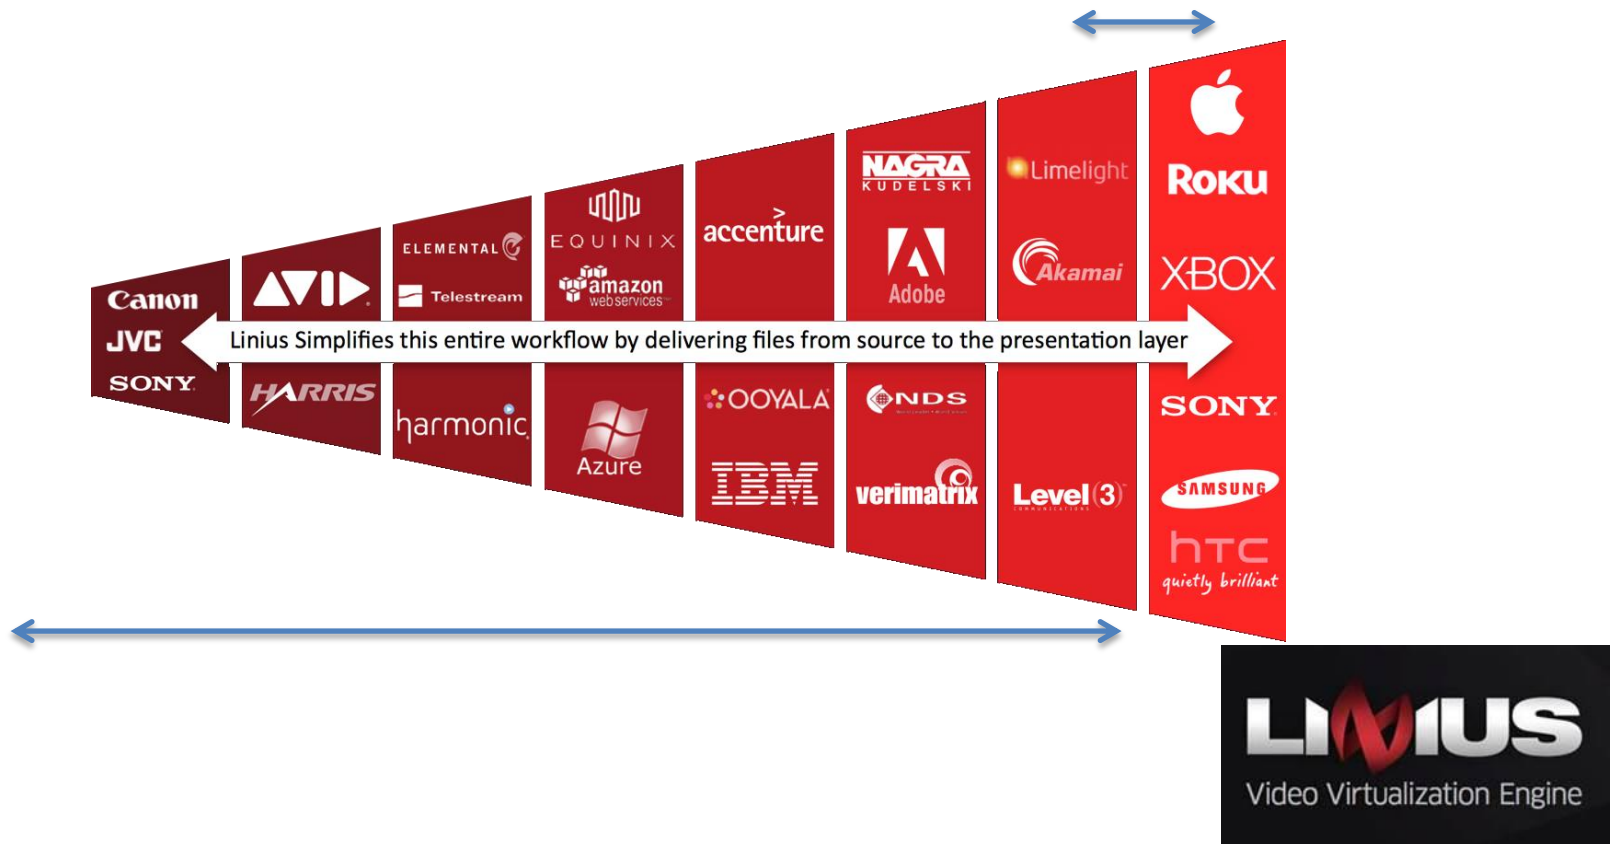 Canon
JVC
SONY
AVID
HARRIS
ELEMENTAL
Telestream
harmonic
EQUINIX
amazon
webservices
Azure
accenture
OOYALA
IBM
NAGRA
KUDELSKI
Adobe
NDS
verimatrix
Limelight
Akamai
Level(3)
COMMUNICATIONS
Roku
XBOX
SONY
SAMSUNG
hTC
quietly brilliant
Linius Simplifies this entire workflow by delivering files from source to the presentation layer
LINIUS
Video Virtualization Engine